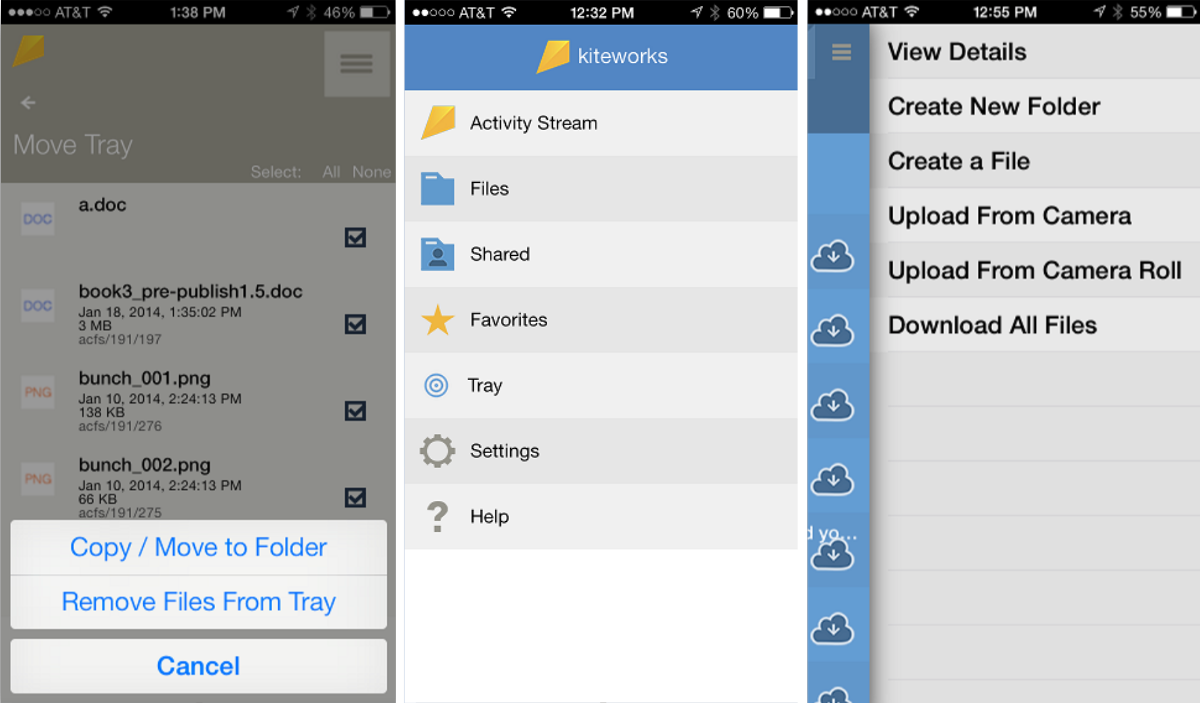 AT&T 1:38 PM 46%
Move Tray
Select: All None
DOC
a.doc
DOC
book3_pre-publish1.5.doc
Jan 18, 2014, 1:35:02 PM
3 MB
acfs/191/197
PNG
bunch_001.png
Jan 10, 2014, 2:24:13 PM
138 KB
acfs/191/276
PNG
bunch_002.png
Jan 10, 2014, 2:24:13 PM
66 KB
acfs/191/275
Copy / Move to Folder
Remove Files From Tray
Cancel
AT&T 12:32 PM 60%
kiteworks
Activity Stream
Files
Shared
Favorites
Tray
Settings
? Help
AT&T 12:55 PM 55%
View Details
Create New Folder
Create a File
Upload From Camera
Upload From Camera Roll
Download All Files
d yo...